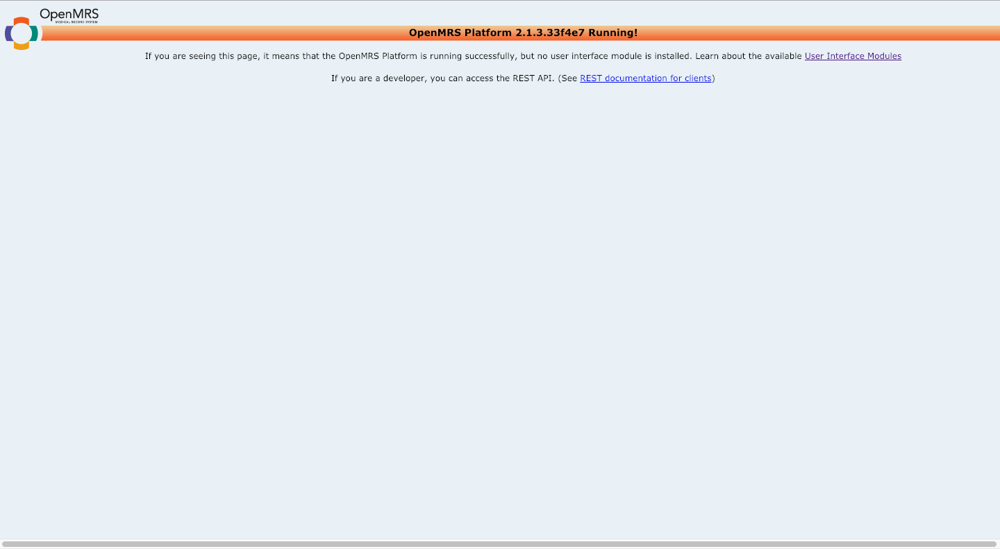 OpenMRS
MEDICAL RECORD SYSTEM
OpenMRS Platform 2.1.3.33f4e7 Running!
If you are seeing this page, it means that the OpenMRS Platform is running successfully, but no user interface module is installed. Learn about the available User Interface Modules
If you are a developer, you can access the REST API. (See REST documentation for clients)